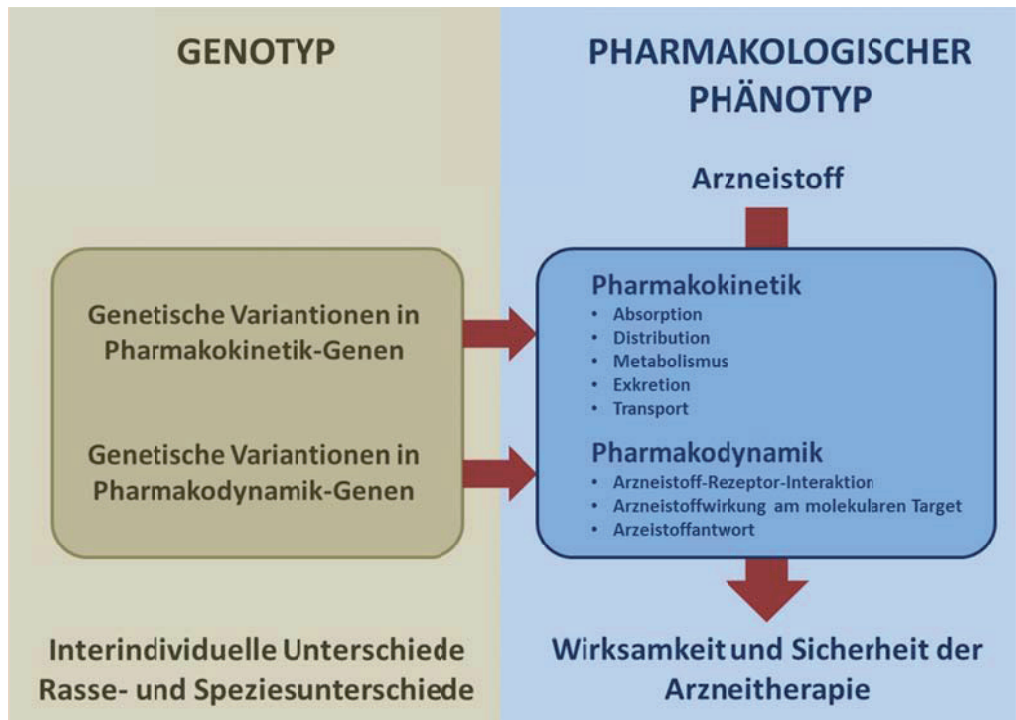 GENOTYP
Genetische Variantionen in
Pharmakokinetik-Genen
Genetische Variantionen in
Pharmakodynamik-Genen
Interindividuelle Unterschiede
Rasse- und Speziesunterschiede
PHARMAKOLOGISCHER
PHÄNOTYP
Arzneistoff
Pharmakokinetik
• Absorption
• Distribution
• Metabolismus
• Exkretion
• Transport
Pharmakodynamik
• Arzneistoff-Rezeptor-Interaktion
• Arzneistoffwirkung am molekularen Target
• Arzeistoffantwort
Wirksamkeit und Sicherheit der
Arzneitherapie